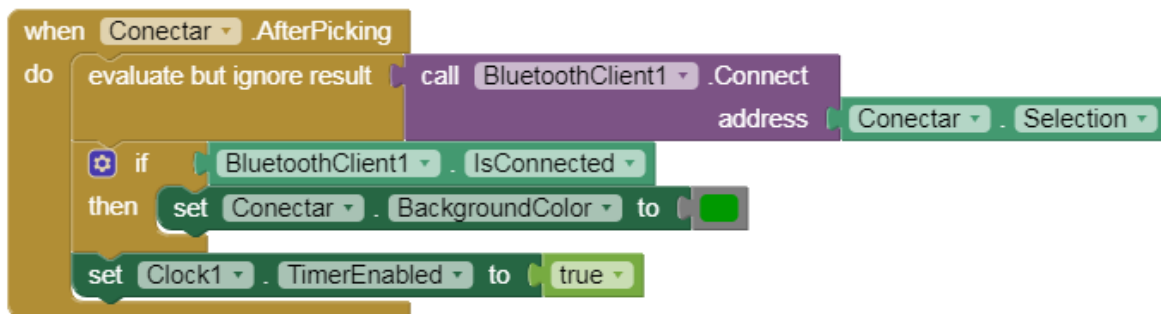 when Conectar .AfterPicking
do evaluate but ignore result call BluetoothClient1 .Connect
address Conectar . Selection
if BluetoothClient1 . IsConnected
then set Conectar . BackgroundColor to
set Clock1 . TimerEnabled to true